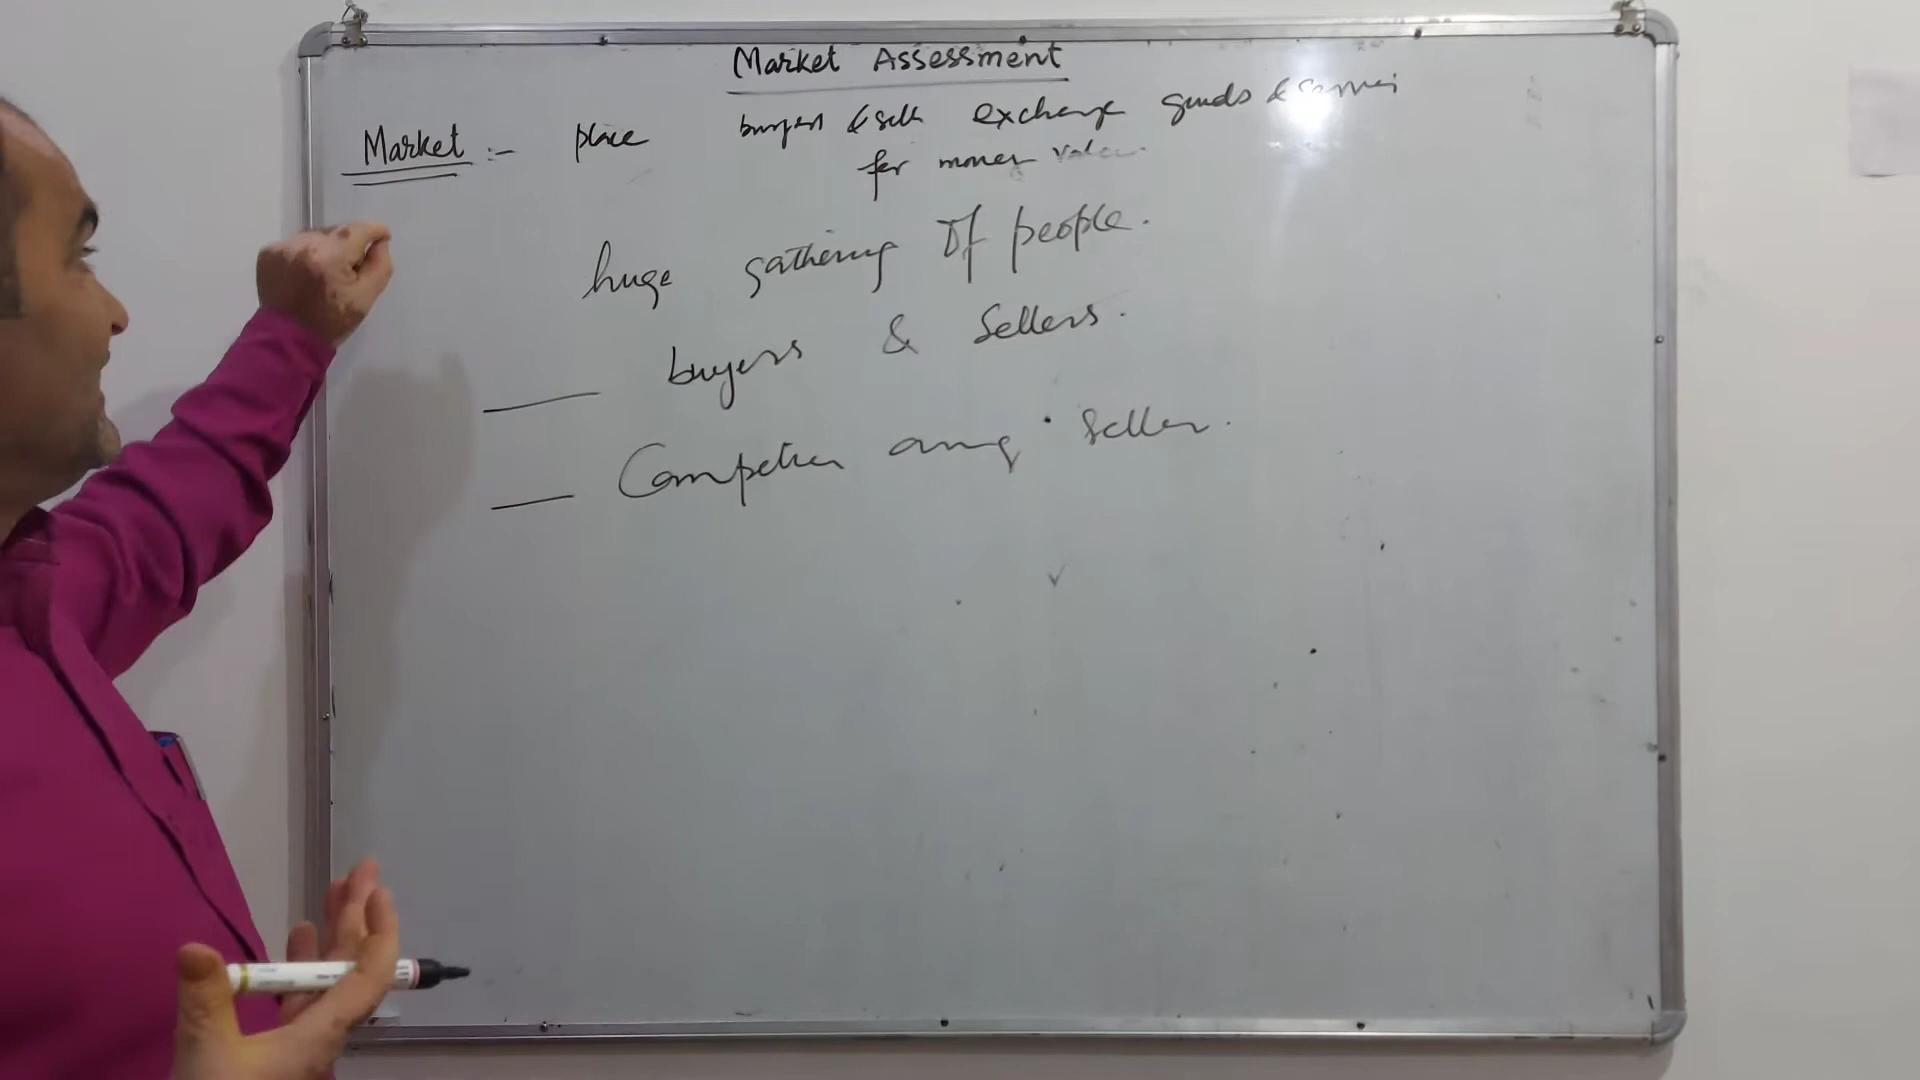 Market Assessment
Market :- place buyers & sell exchange goods & services
for money value.
huge gathering of people.
— buyers & Sellers.
— Competition among seller.